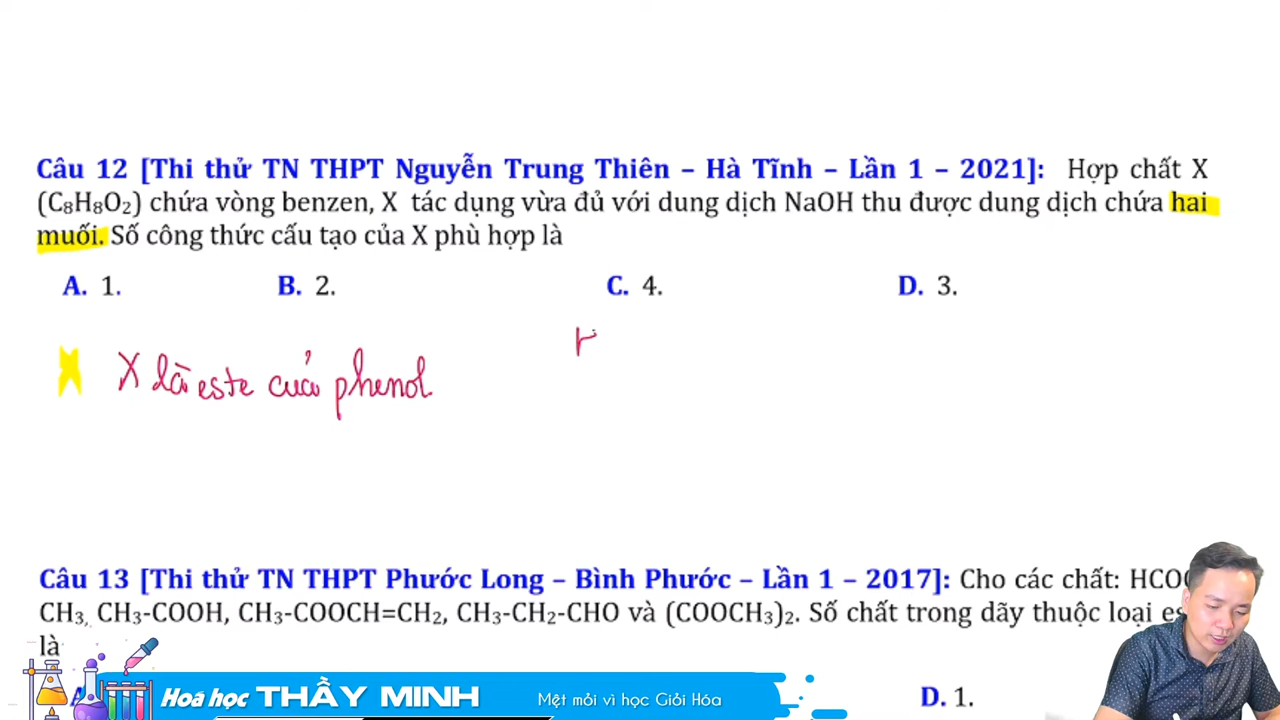 Câu 12 [Thi thử TN THPT Nguyễn Trung Thiên – Hà Tĩnh – Lần 1 – 2021]: Hợp chất X
(C₈H₈O₂) chứa vòng benzen, X tác dụng vừa đủ với dung dịch NaOH thu được dung dịch chứa hai
muối. Số công thức cấu tạo của X phù hợp là
A. 1. B. 2. C. 4. D. 3.
X là este của phenol
Câu 13 [Thi thử TN THPT Phước Long – Bình Phước – Lần 1 – 2017]: Cho các chất:
CH₃, CH₃-COOH, CH₃-COOCH=CH₂, CH₃-CH₂-CHO và (COOCH₃)₂. Số chất trong dãy thuộc loại
là
D. 1.
Hoá học THẦY MINH Mệt mỏi vì học Giỏi Hóa